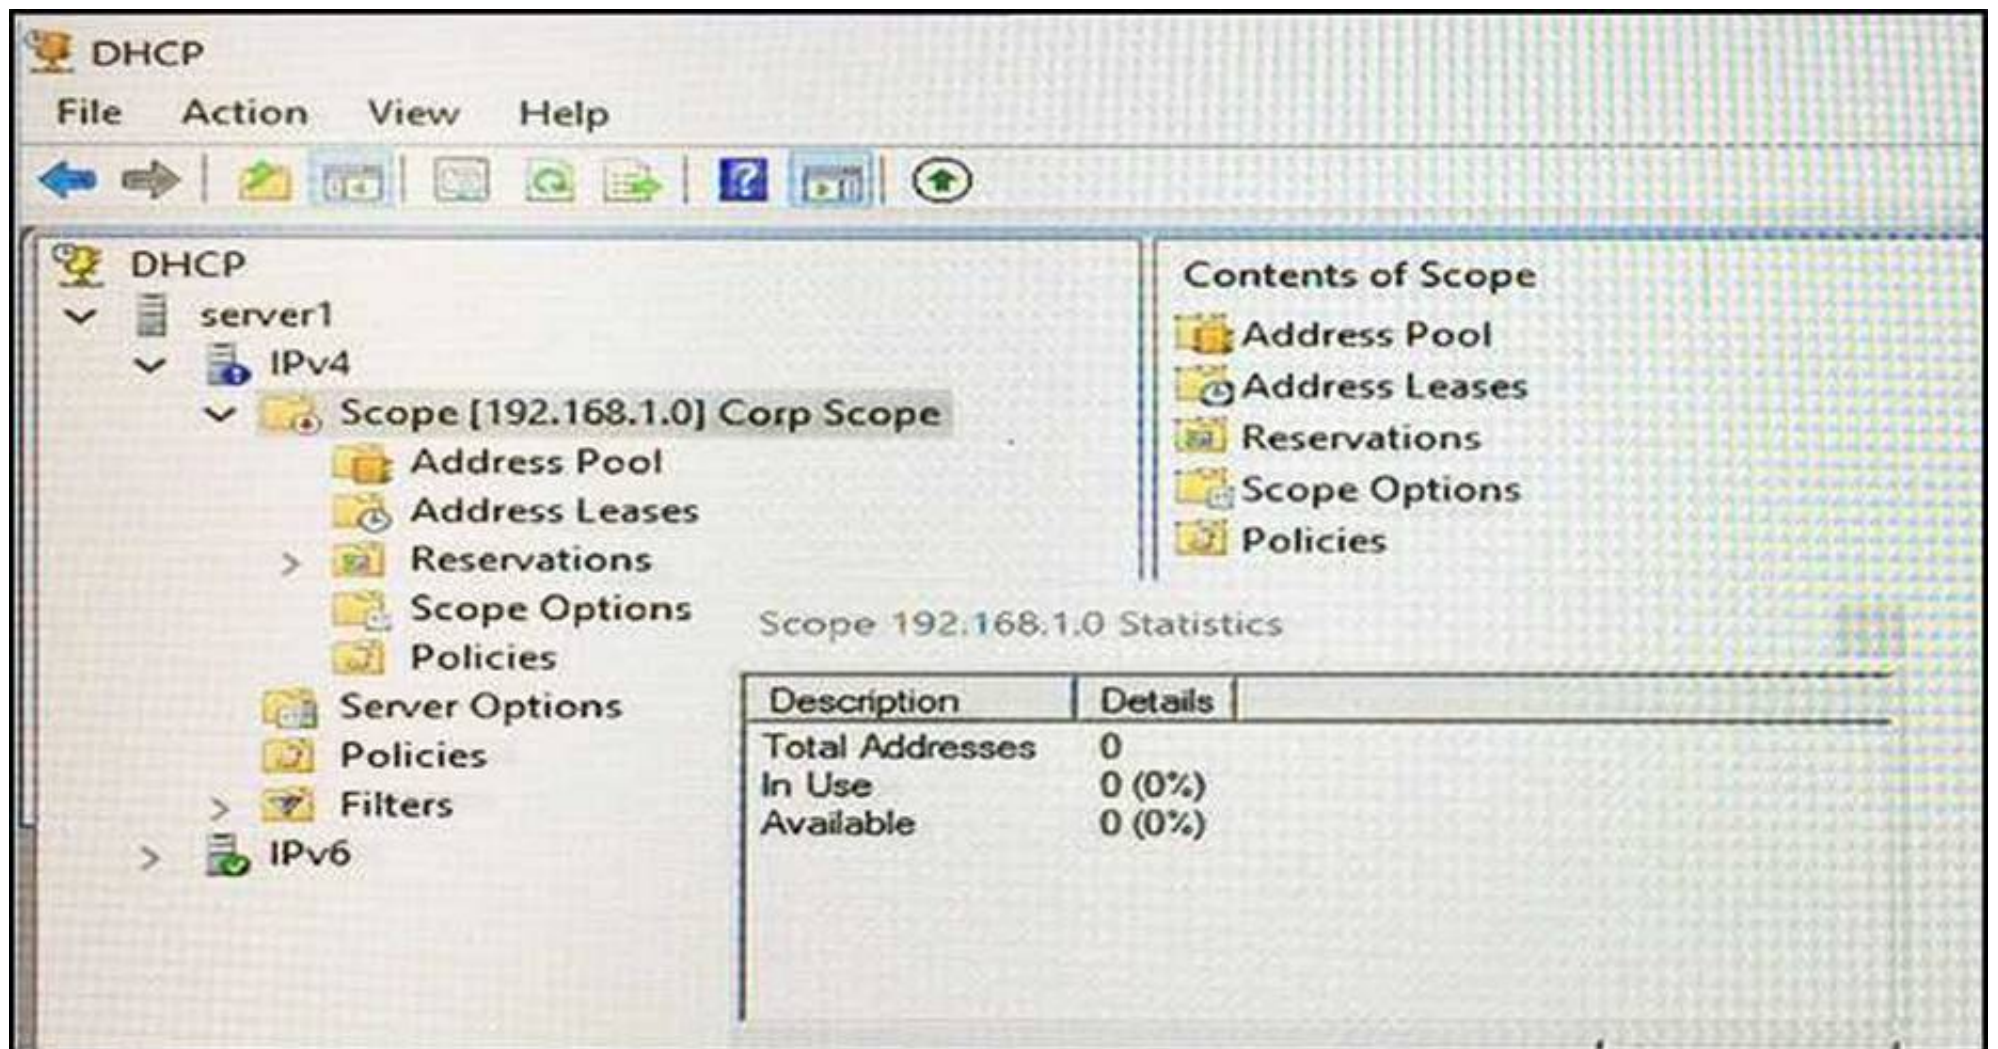 DHCP
File Action View Help
DHCP
server1
IPv4
Scope [192.168.1.0] Corp Scope
Address Pool
Address Leases
Reservations
Scope Options
Policies
Server Options
Policies
Filters
IPv6
Contents of Scope
Address Pool
Address Leases
Reservations
Scope Options
Policies
Scope 192.168.1.0 Statistics
Description Details
Total Addresses 0
In Use 0 (0%)
Available 0 (0%)